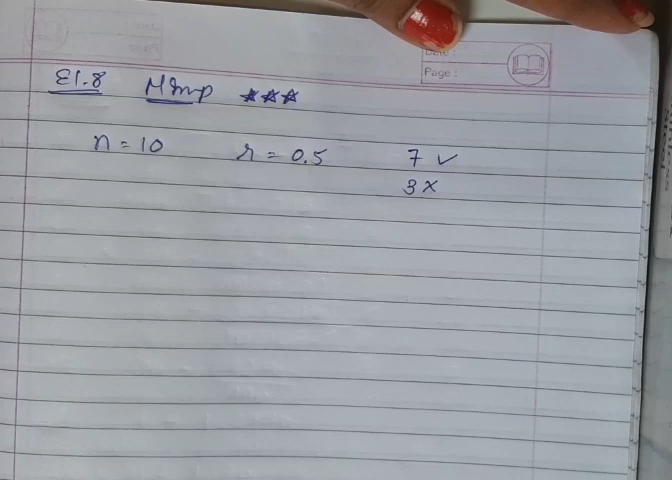 Page :
E1.8 M Imp ***
n = 10 r = 0.5 7 ✓
3 ×